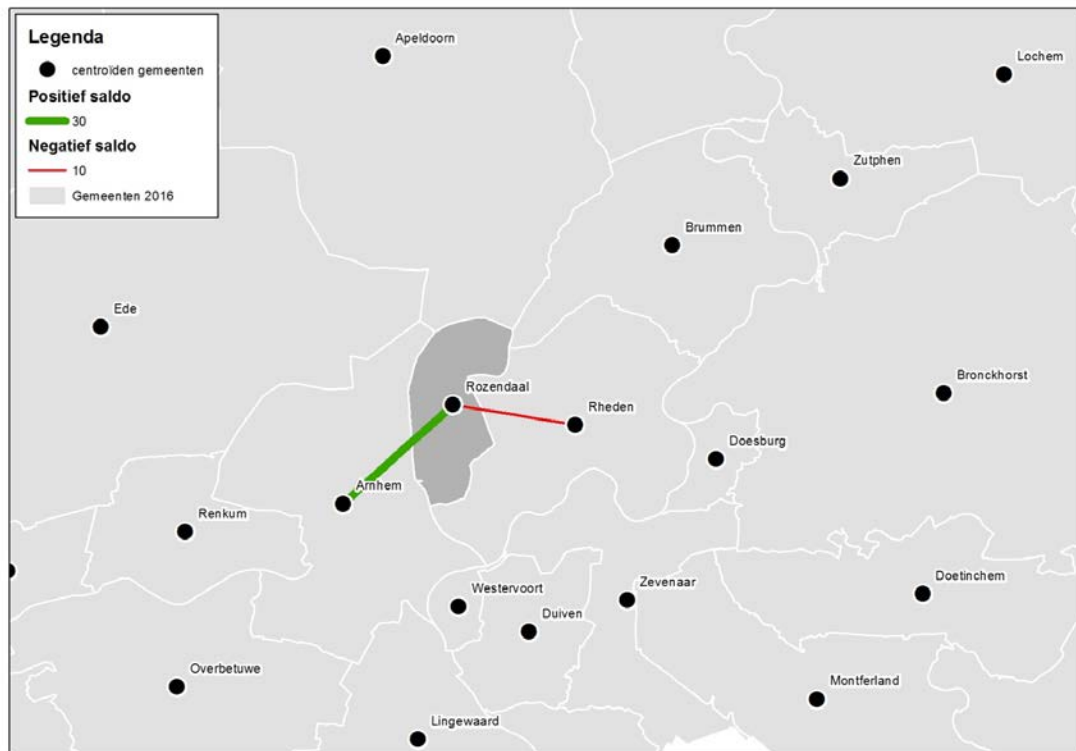 Legenda
centroïden gemeenten
Positief saldo
30
Negatief saldo
10
Gemeenten 2016
Apeldoorn
Lochem
Zutphen
Brummen
Ede
Rozendaal
Bronckhorst
Rheden
Doesburg
Arnhem
Renkum
Westervoort
Zevenaar
Doetinchem
Duiven
Overbetuwe
Montferland
Lingewaard